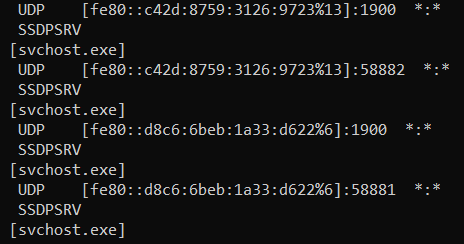 UDP    [fe80::c42d:8759:3126:9723%13]:1900  *:*
SSDPSRV
[svchost.exe]
UDP    [fe80::c42d:8759:3126:9723%13]:58882  *:*
SSDPSRV
[svchost.exe]
UDP    [fe80::d8c6:6beb:1a33:d622%6]:1900  *:*
SSDPSRV
[svchost.exe]
UDP    [fe80::d8c6:6beb:1a33:d622%6]:58881  *:*
SSDPSRV
[svchost.exe]